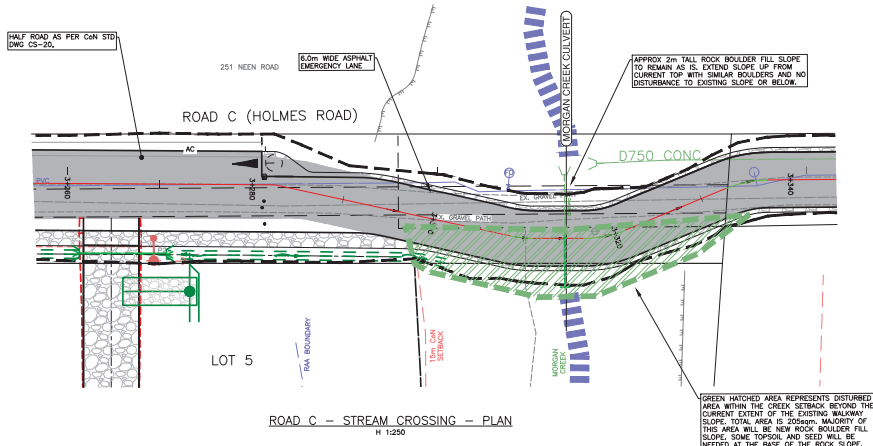 HALF ROAD AS PER CoN STD
DWG CS-20.
251 NEEN ROAD
6.0m WIDE ASPHALT
EMERGENCY LANE
MORGAN CREEK CULVERT
APPROX 2m TALL ROCK BOULDER FILL SLOPE
TO REMAIN AS IS. EXTEND SLOPE UP FROM
CURRENT TOP WITH SIMILAR BOULDERS AND NO
DISTURBANCE TO EXISTING SLOPE OR BELOW.
ROAD C (HOLMES ROAD)
AC
D750 CONC
PVC
3+260
3+280
EX. GRAVEL
EX. GRAVEL PATH
3+320
3+340
LOT 5
RAA BOUNDARY
15m CoN
SETBACK
MORGAN
CREEK
ROAD C - STREAM CROSSING - PLAN
H 1:250
GREEN HATCHED AREA REPRESENTS DISTURBED
AREA WITHIN THE CREEK SETBACK BEYOND THE
CURRENT EXTENT OF THE EXISTING WALKWAY
SLOPE. TOTAL AREA IS 205sqm. MAJORITY OF
THIS AREA WILL BE NEW ROCK BOULDER FILL
SLOPE. SOME TOPSOIL AND SEED WILL BE
NEEDED AT THE BASE OF THE ROCK SLOPE.